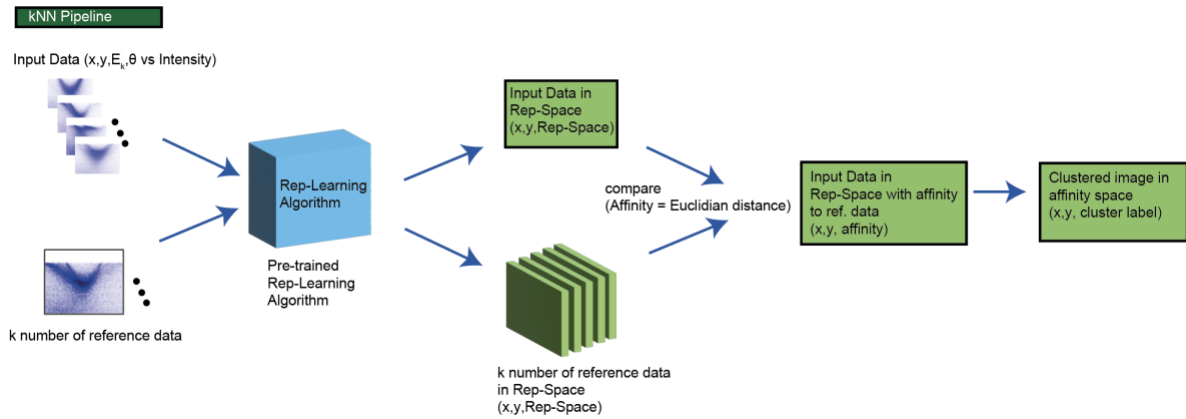 kNN Pipeline
Input Data (x,y,Eₖ,θ vs Intensity)
k number of reference data
Rep-Learning
Algorithm
Pre-trained
Rep-Learning
Algorithm
Input Data in
Rep-Space
(x,y,Rep-Space)
k number of reference data
in Rep-Space
(x,y,Rep-Space)
compare
(Affinity = Euclidian distance)
Input Data in
Rep-Space with affinity
to ref. data
(x,y, affinity)
Clustered image in
affinity space
(x,y, cluster label)